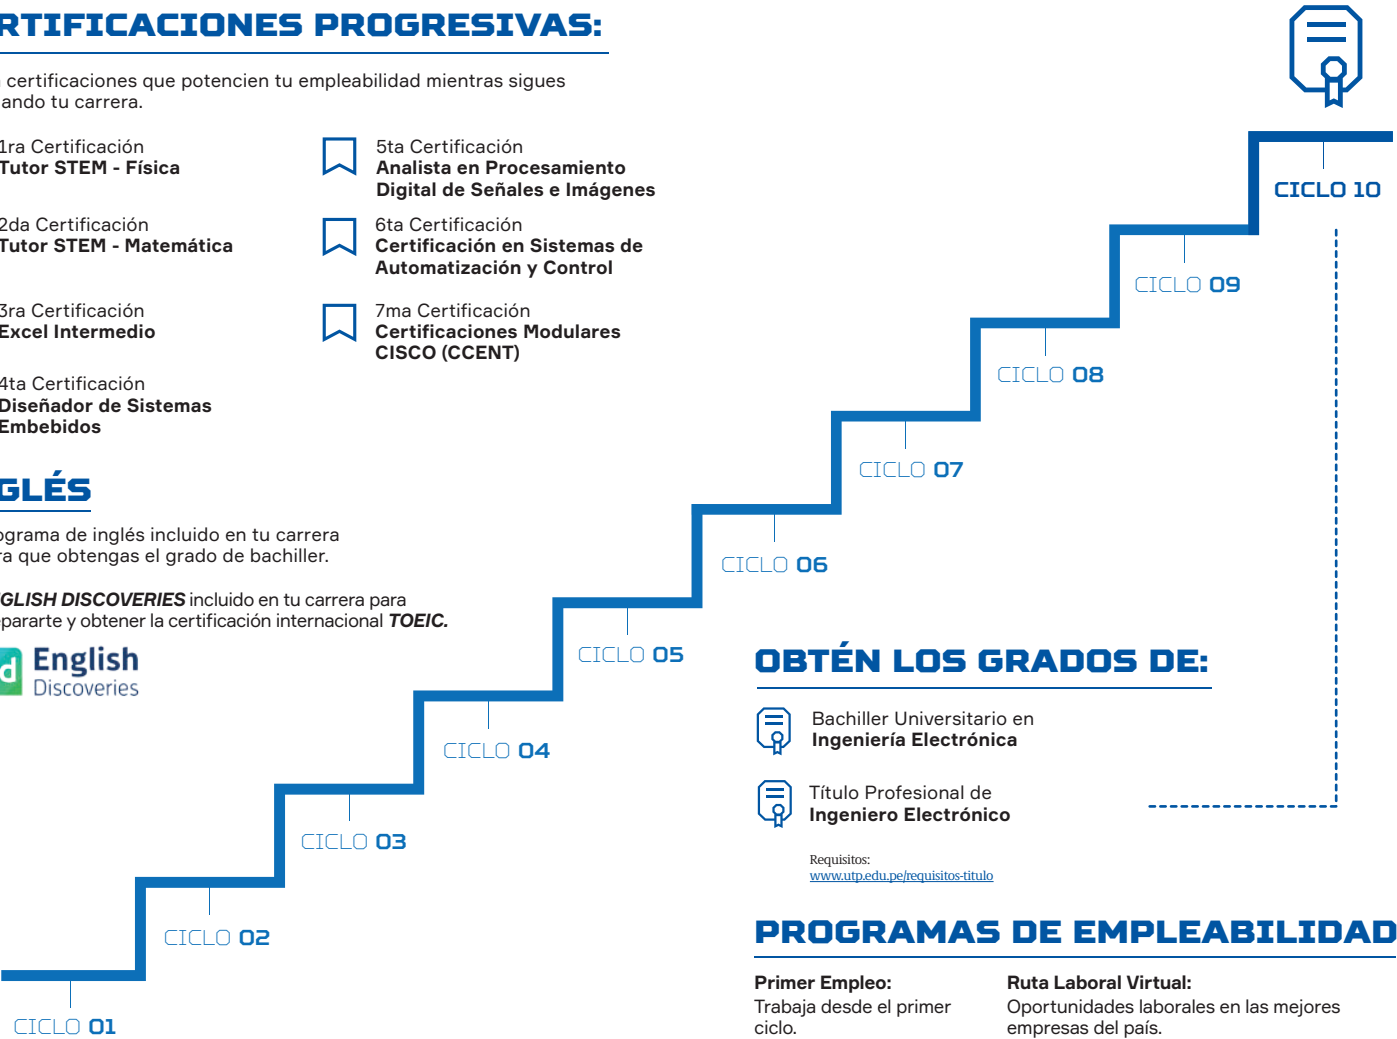 RTIFICACIONES PROGRESIVAS:
certificaciones que potencien tu empleabilidad mientras sigues
ando tu carrera.
1ra Certificación
Tutor STEM - Física
2da Certificación
Tutor STEM - Matemática
3ra Certificación
Excel Intermedio
4ta Certificación
Diseñador de Sistemas
Embebidos
5ta Certificación
Analista en Procesamiento
Digital de Señales e Imágenes
6ta Certificación
Certificación en Sistemas de
Automatización y Control
7ma Certificación
Certificaciones Modulares
CISCO (CCENT)
GLÉS
ograma de inglés incluido en tu carrera
ra que obtengas el grado de bachiller.
GLISH DISCOVERIES incluido en tu carrera para
epararte y obtener la certificación internacional TOEIC.
d English
Discoveries
CICLO 10
CICLO 09
CICLO 08
CICLO 07
CICLO 06
CICLO 05
CICLO 04
CICLO 03
CICLO 02
CICLO 01
OBTÉN LOS GRADOS DE:
Bachiller Universitario en
Ingeniería Electrónica
Título Profesional de
Ingeniero Electrónico
Requisitos:
www.utp.edu.pe/requisitos-titulo
PROGRAMAS DE EMPLEABILIDAD
Primer Empleo:
Trabaja desde el primer
ciclo.
Ruta Laboral Virtual:
Oportunidades laborales en las mejores
empresas del país.